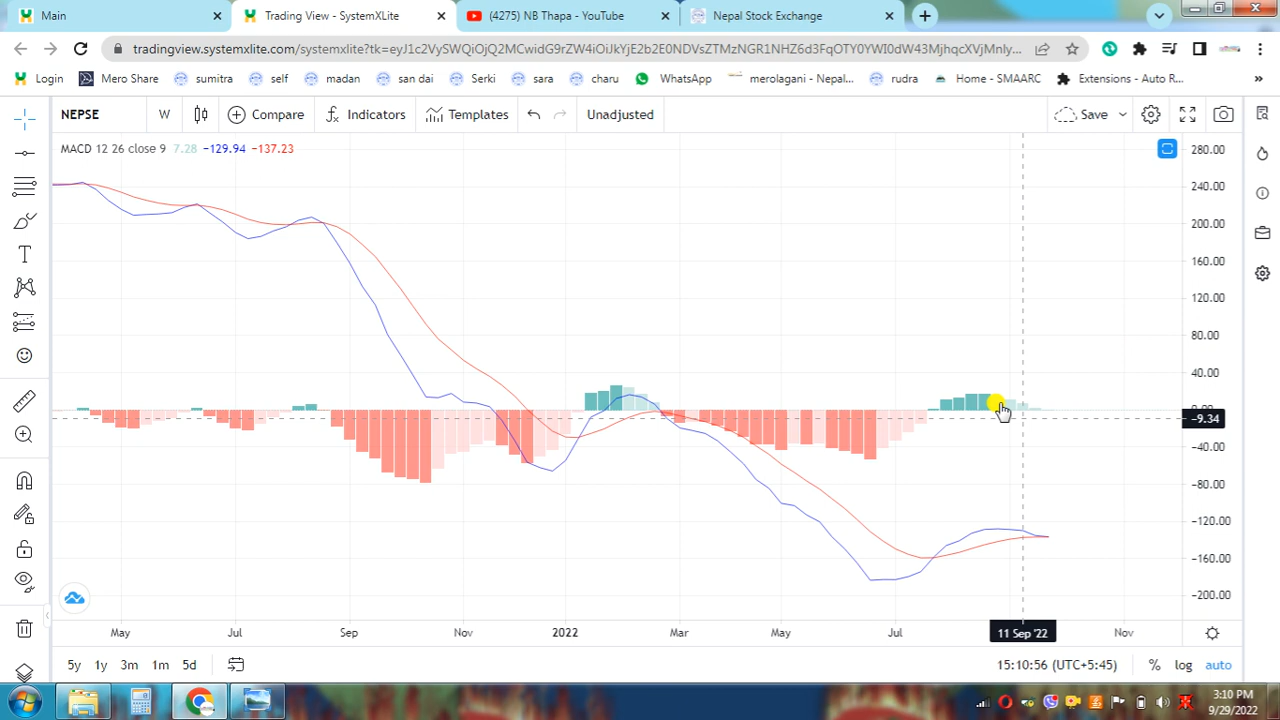 Main
Trading View - SystemXLite
(4275) NB Thapa - YouTube
Nepal Stock Exchange
tradingview.systemxlite.com/systemxlite?tk=
Login
Mero Share
sumitra
self
madan
san dai
Serki
sara
charu
WhatsApp
merolagani - Nepal...
rudra
Home - SMAARC
Extensions - Auto R...
»
NEPSE
W
Compare
Indicators
Templates
Unadjusted
Save
MACD 12 26 close 9 7.28 −129.94 −137.23
280.00
240.00
200.00
160.00
120.00
80.00
40.00
0.00
−9.34
−40.00
−80.00
−120.00
−160.00
−200.00
May
Jul
Sep
Nov
2022
Mar
May
Jul
11 Sep '22
Nov
5y 1y 3m 1m 5d
15:10:56 (UTC+5:45)
% log auto
3:10 PM
9/29/2022